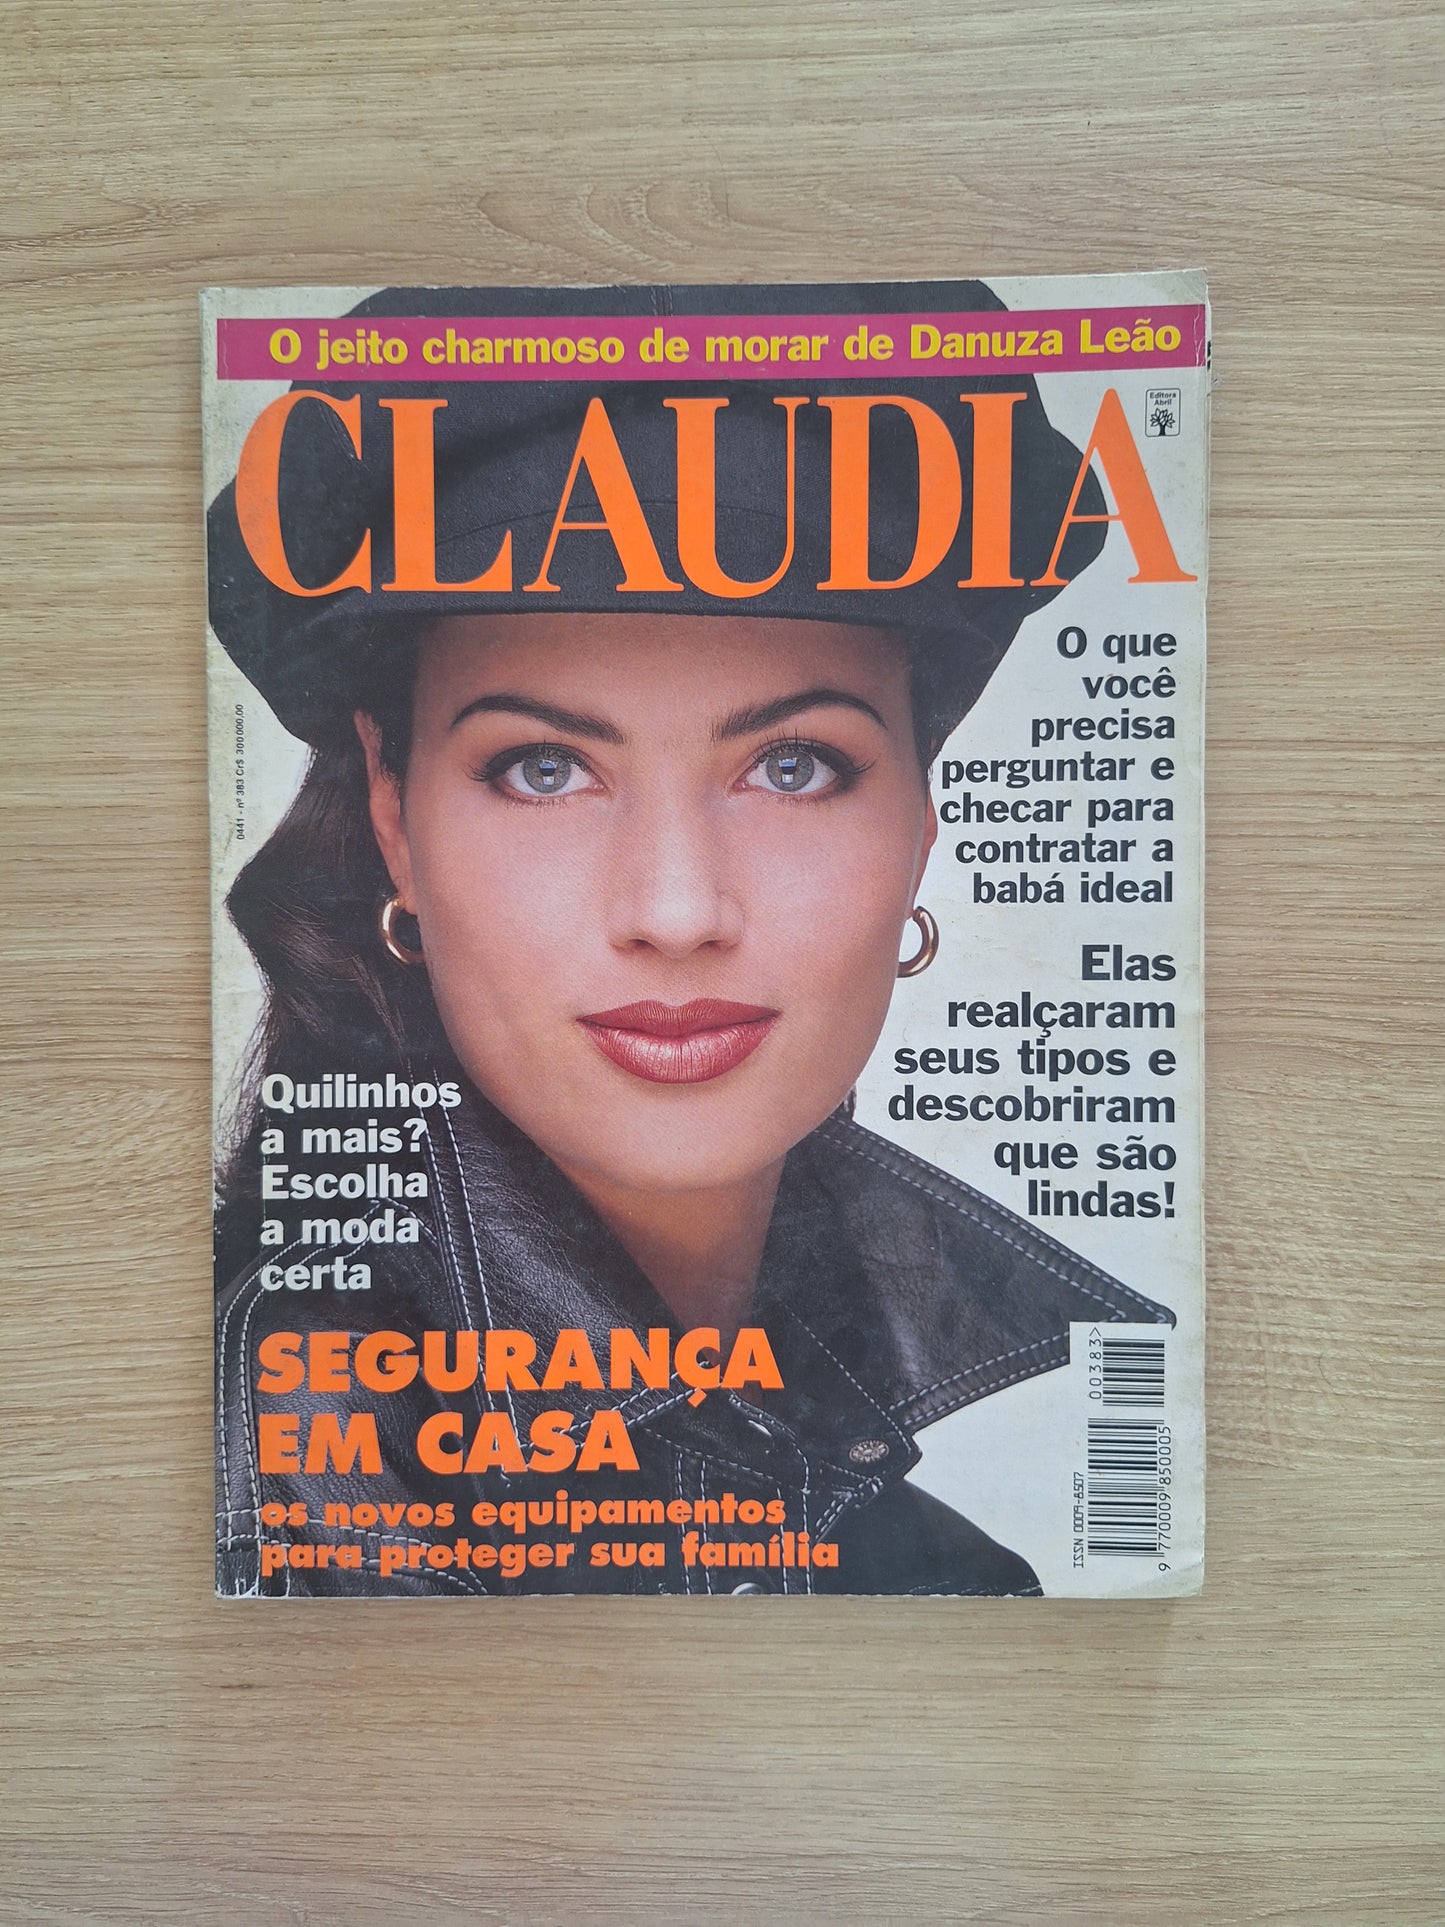 O jeito charmoso de morar de Danuza Leão
CLAUDIA
Editora
Abril
0441 - nº 383 Cr$ 300000,00
O que
você
precisa
perguntar e
checar para
contratar a
babá ideal
Elas
realçaram
seus tipos e
descobriram
que são
lindas!
Quilinhos
a mais?
Escolha
a moda
certa
SEGURANÇA
EM CASA
os novos equipamentos
para proteger sua família
00383>
ISSN 0009-8507
9 770009 850005